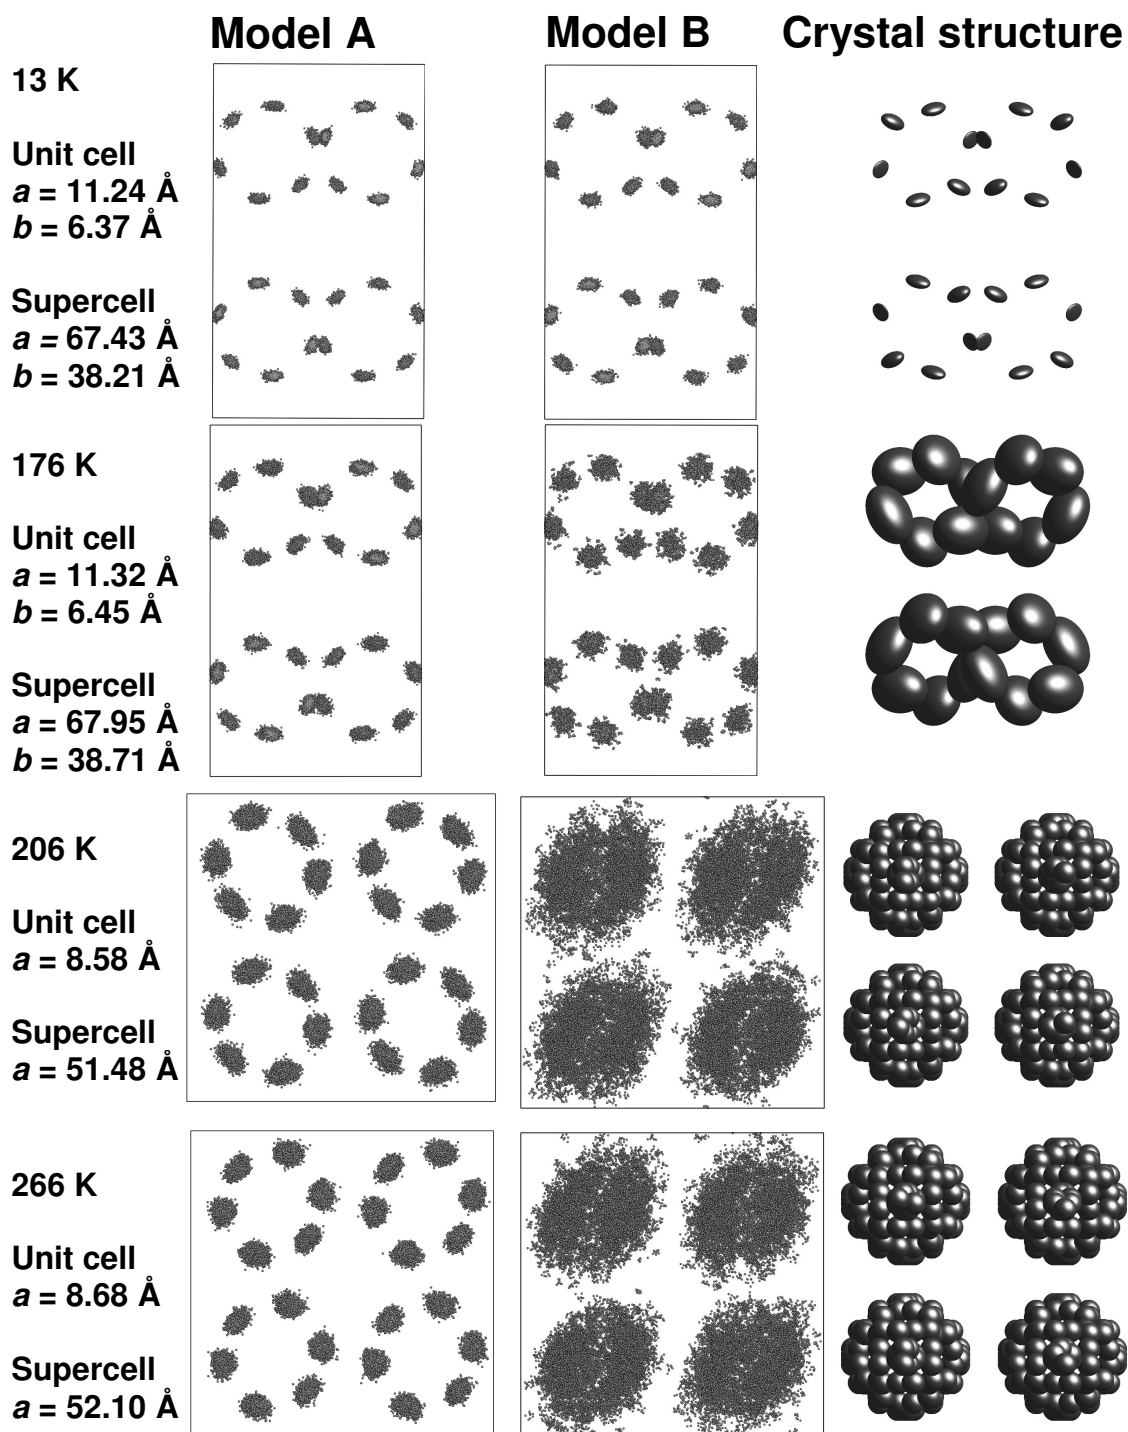 Model A
Model B
Crystal structure
13 K
Unit cell
a = 11.24 Å
b = 6.37 Å
Supercell
a = 67.43 Å
b = 38.21 Å
176 K
Unit cell
a = 11.32 Å
b = 6.45 Å
Supercell
a = 67.95 Å
b = 38.71 Å
206 K
Unit cell
a = 8.58 Å
Supercell
a = 51.48 Å
266 K
Unit cell
a = 8.68 Å
Supercell
a = 52.10 Å